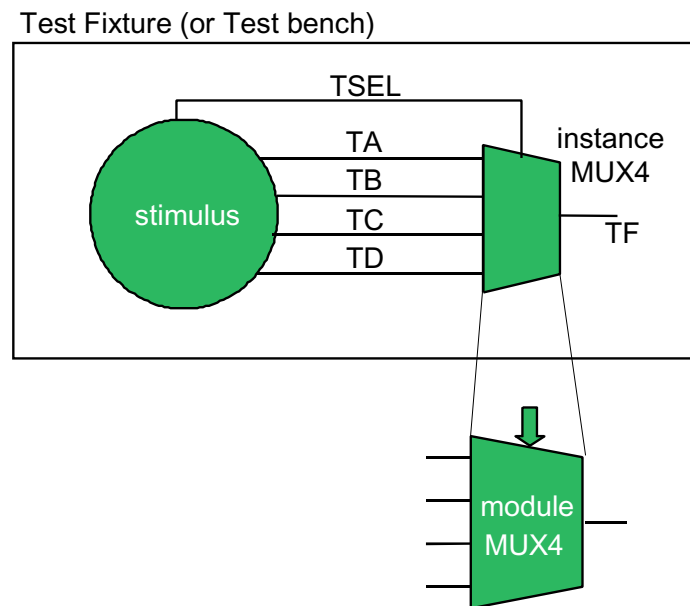 Test Fixture (or Test bench)
TSEL
TA
TB
TC
TD
stimulus
instance
MUX4
TF
module
MUX4